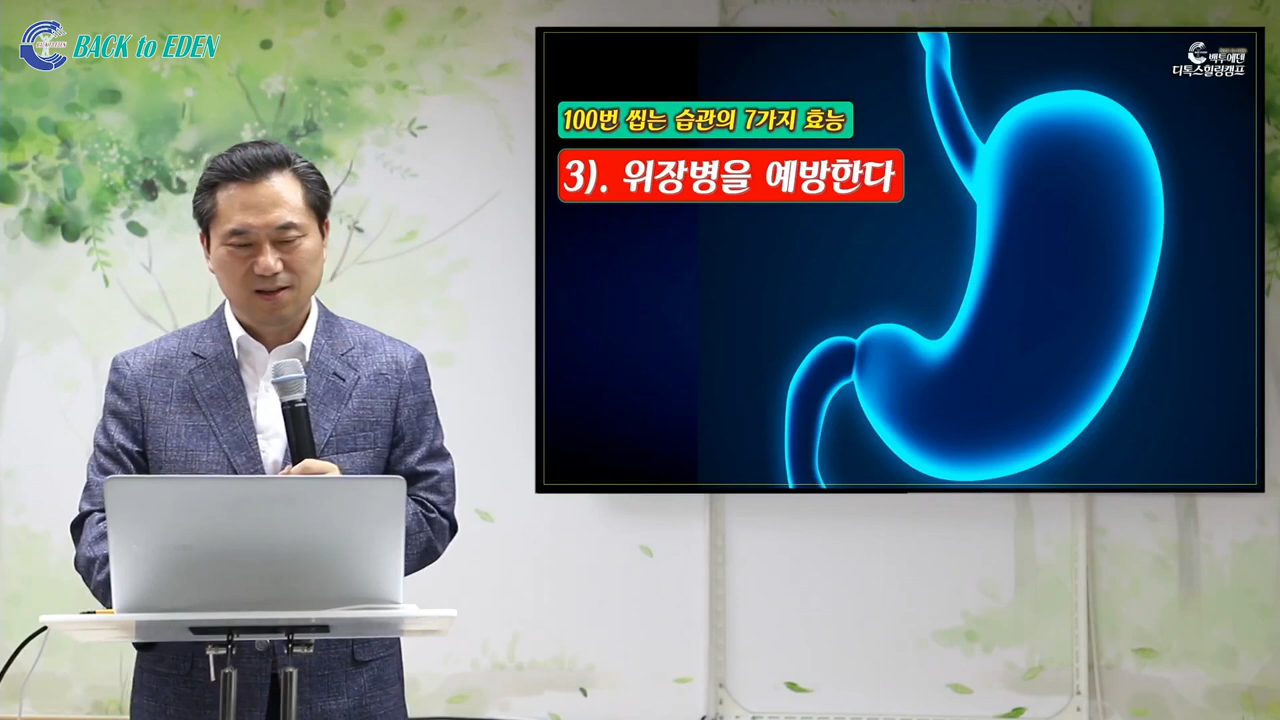 BACK to EDEN
백투에덴
디톡스힐링캠프
100번 씹는 습관의 7가지 효능
3). 위장병을 예방한다